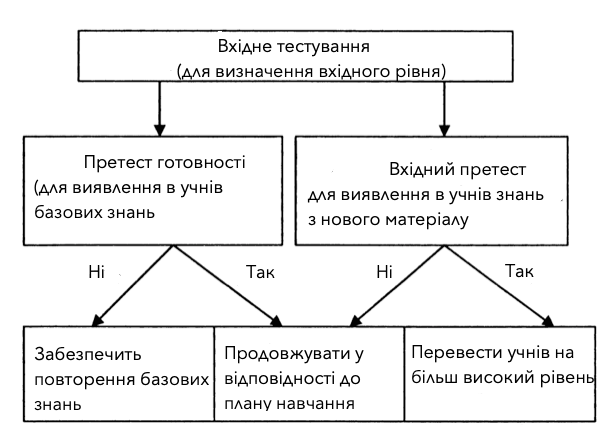 Вхідне тестування
(для визначення вхідного рівня)
Претест готовності
(для виявлення в учнів
базових знань
Вхідний претест
для виявлення в учнів знань
з нового матеріалу
Ні
Так
Ні
Так
Забезпечить
повторення базових
знань
Продовжувати у
відповідності до
плану навчання
Перевести учнів на
більш високий рівень